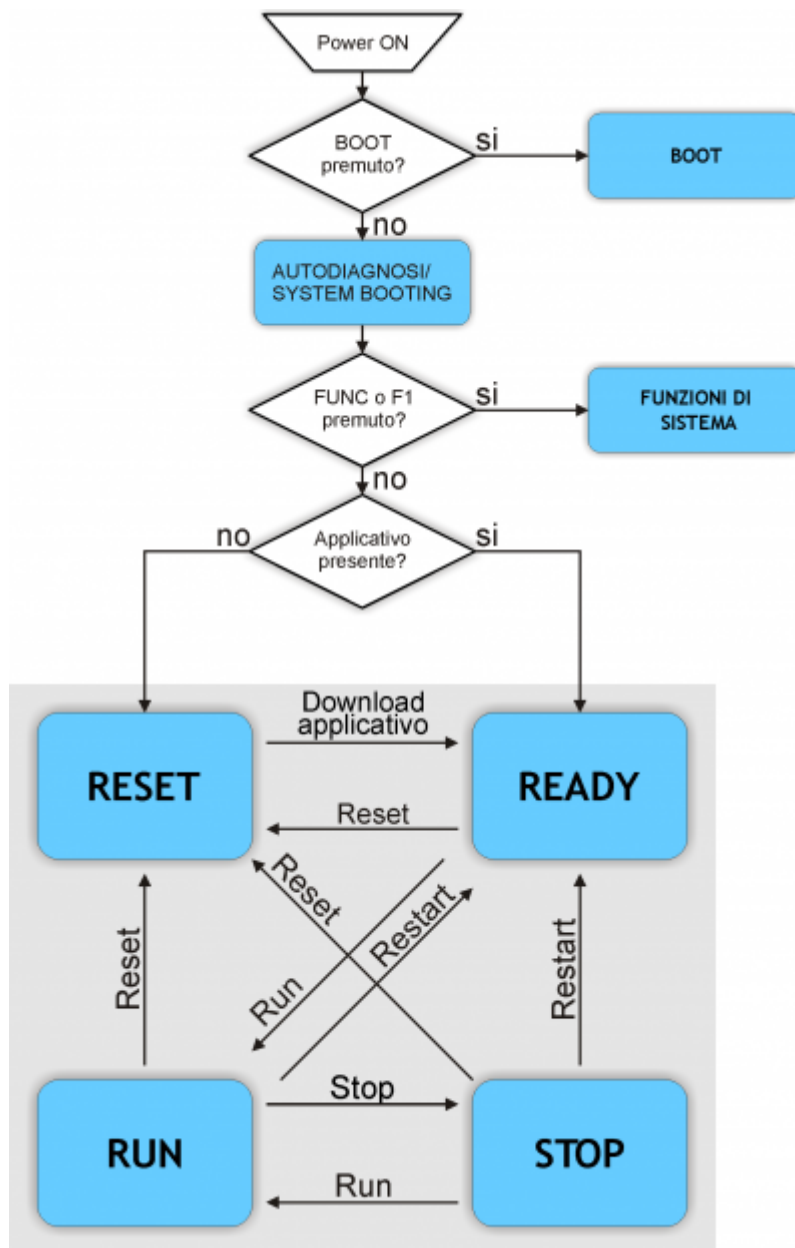 Power ON
BOOT
premuto?
si
BOOT
no
AUTODIAGNOSI/
SYSTEM BOOTING
FUNC o F1
premuto?
si
FUNZIONI DI
SISTEMA
no
no
Applicativo
presente?
si
Download
applicativo
RESET
READY
Reset
Reset
Restart
Reset
Run
Restart
Stop
RUN
STOP
Run